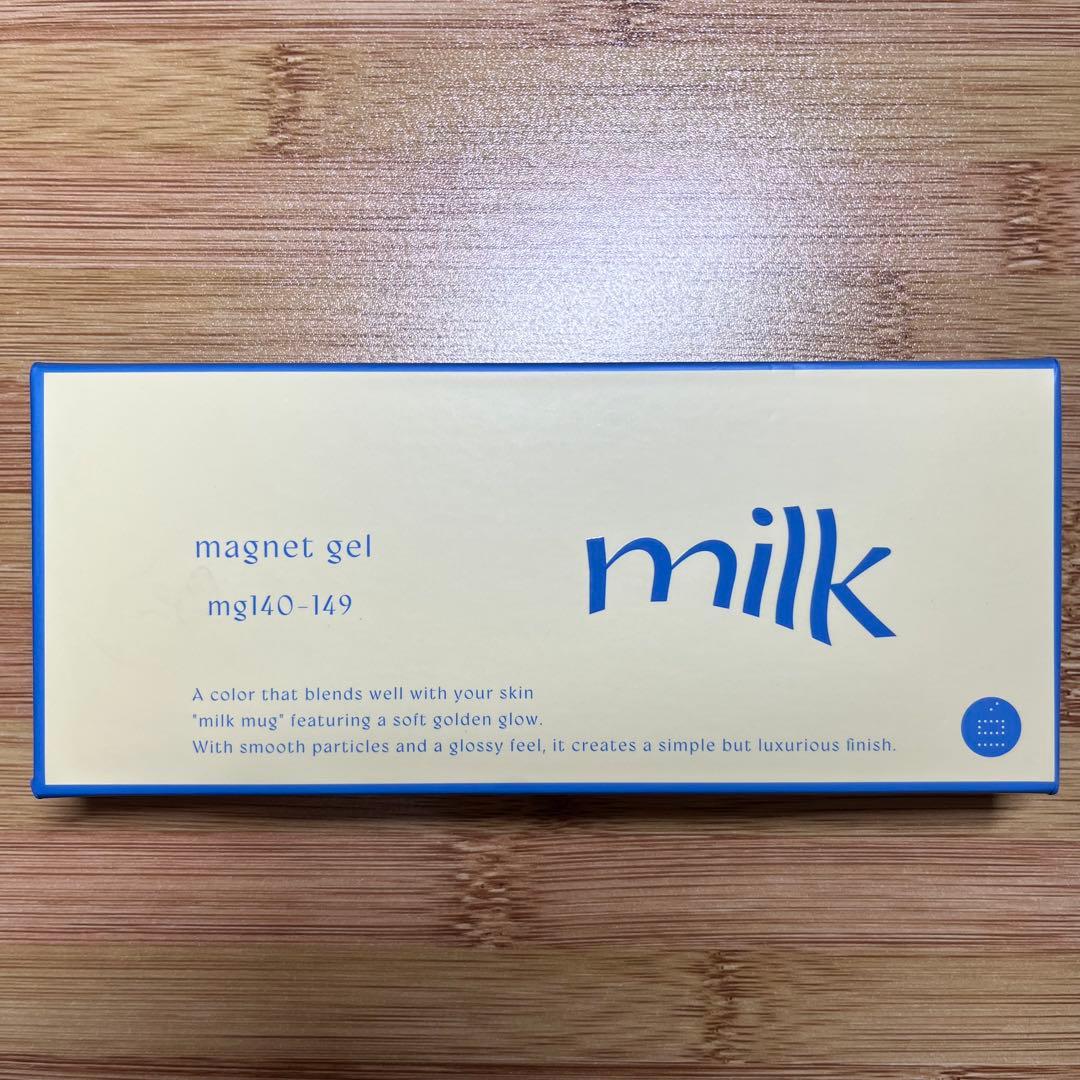 magnet gel
mg140-149
milk
A color that blends well with your skin
"milk mug" featuring a soft golden glow.
With smooth particles and a glossy feel, it creates a simple but luxurious finish.